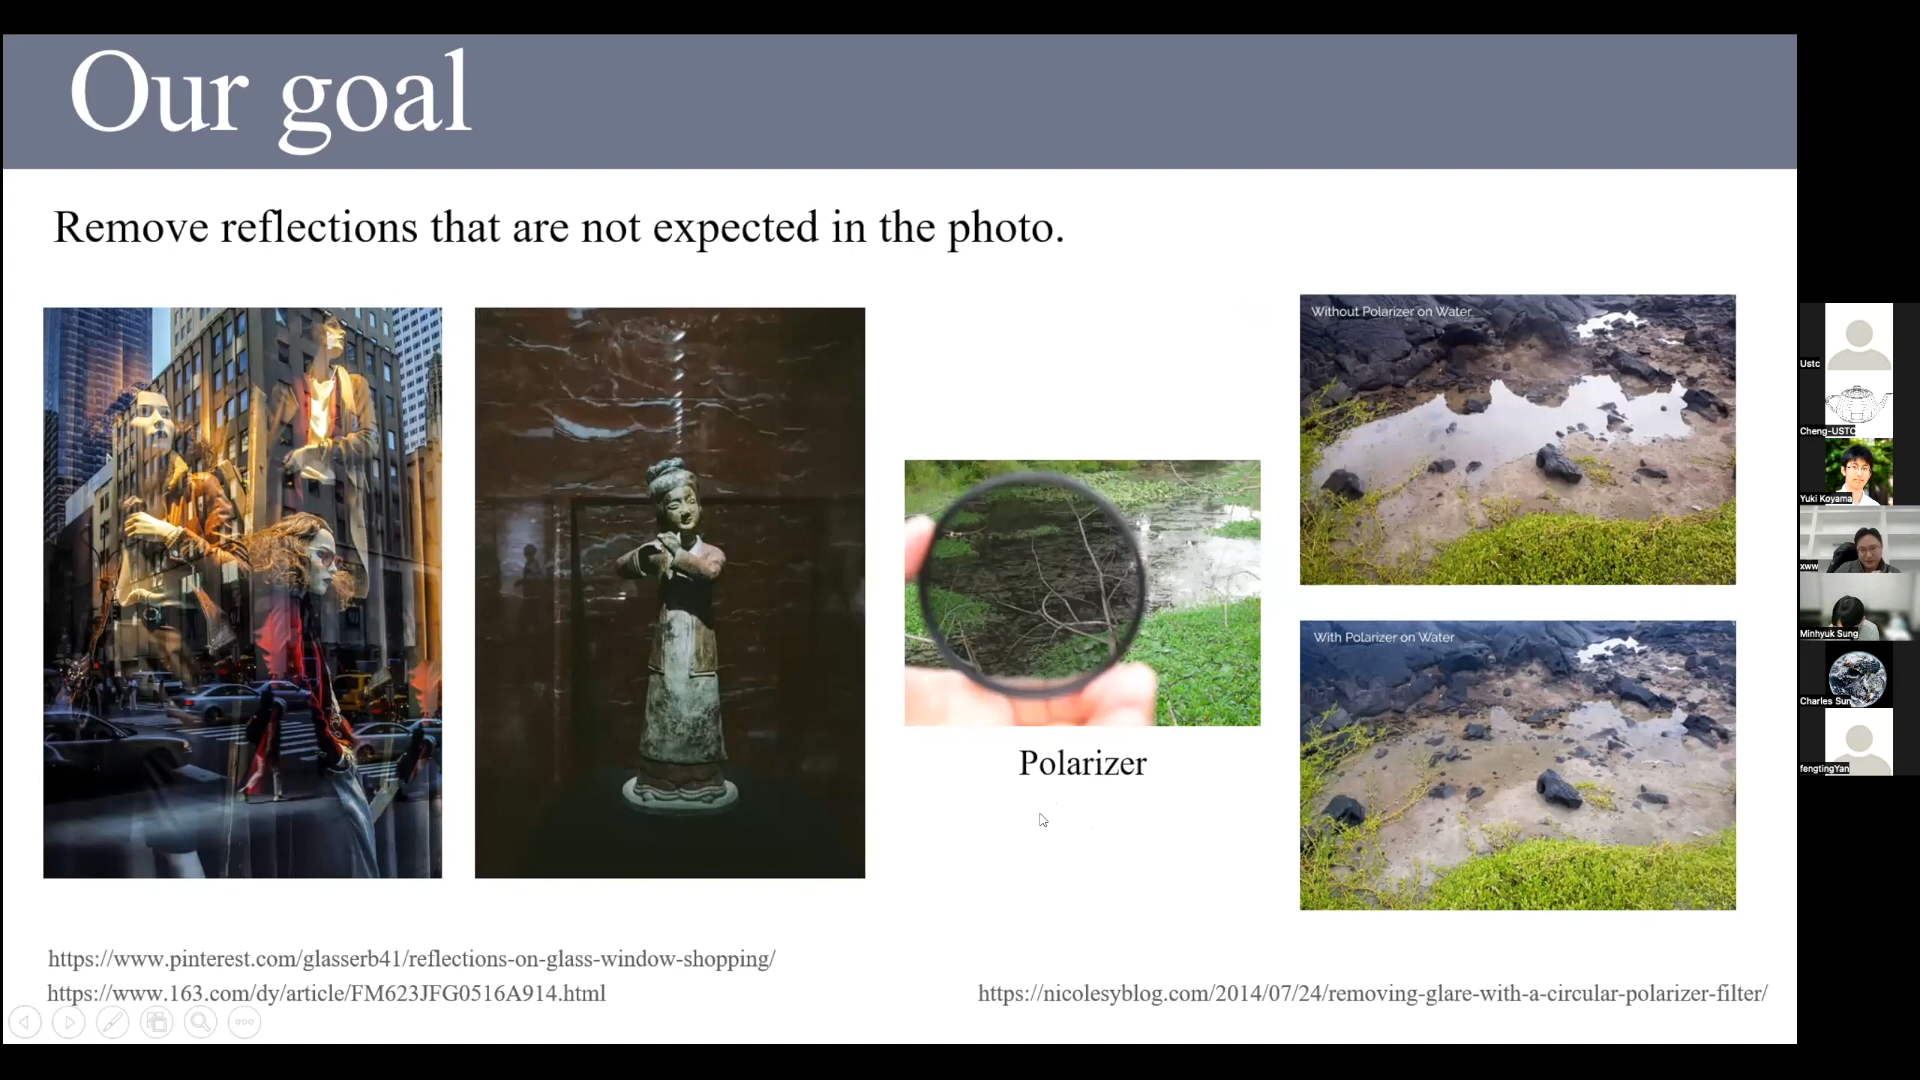 Our goal
Remove reflections that are not expected in the photo.
Without Polarizer on Water
With Polarizer on Water
Polarizer
https://www.pinterest.com/glasserb41/reflections-on-glass-window-shopping/
https://www.163.com/dy/article/FM623JFG0516A914.html
https://nicolesyblog.com/2014/07/24/removing-glare-with-a-circular-polarizer-filter/
Ustc
Cheng-USTC
Yuki Koyama
xww
Minhyuk Sung
Charles Sun
fengtingYan